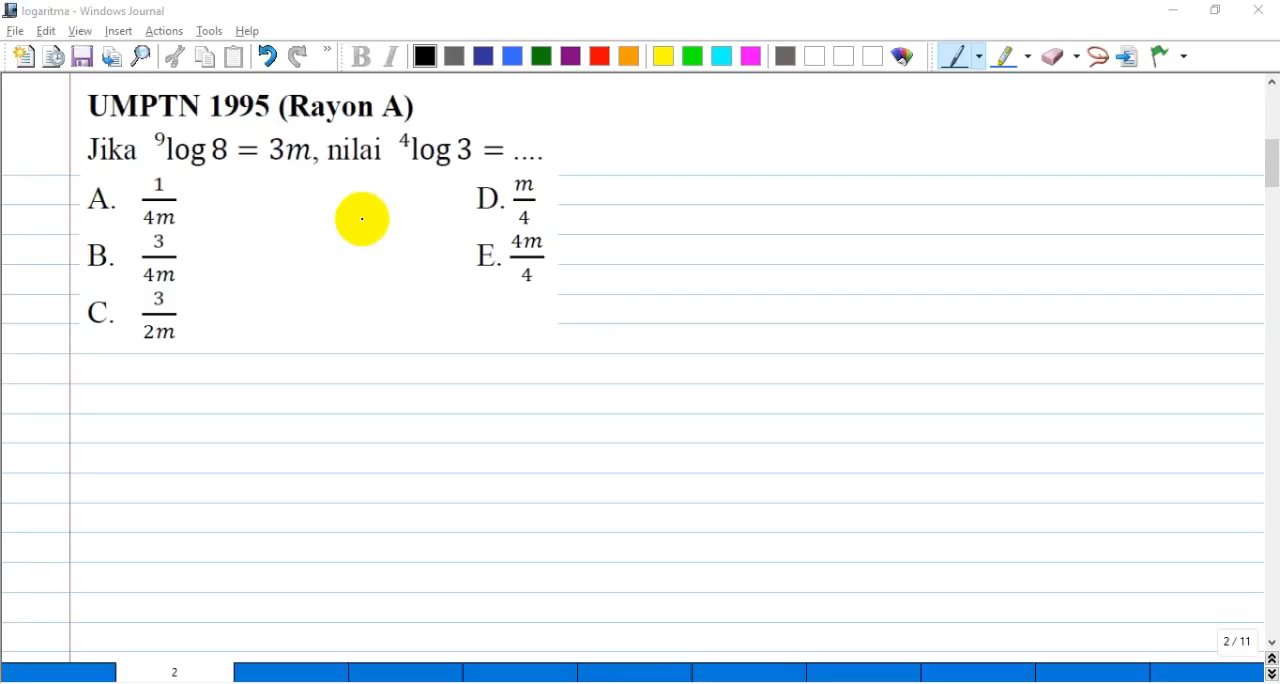 logaritma - Windows Journal
File Edit View Insert Actions Tools Help
B I
UMPTN 1995 (Rayon A)
Jika ⁹log 8 = 3m, nilai ⁴log 3 = ....
A. 1/4m D. m/4
B. 3/4m E. 4m/4
C. 3/2m
2 / 11
2